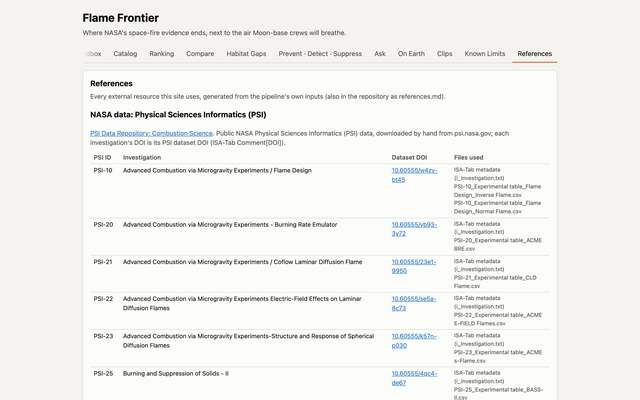 Flame Frontier
Where NASA's space-fire evidence ends, next to the air Moon-base crews will breathe.
Catalog Ranking Compare Habitat Gaps Prevent · Detect · Suppress Ask On Earth Clips Known Limits References
References
Every external resource this site uses, generated from the pipeline's own inputs (also in the repository as references.md).
NASA data: Physical Sciences Informatics (PSI)
PSI Data Repository: Combustion Science. Public NASA Physical Sciences Informatics (PSI) data, downloaded by hand from psi.nasa.gov; each
investigation's DOI is its PSI dataset DOI (ISA-Tab Comment[DOI]).
PSI ID Investigation Dataset DOI Files used
PSI-10 Advanced Combustion via Microgravity Experiments / Flame Design 10.60555/w4zv-bt45 ISA-Tab metadata
(i_Investigation.txt)
PSI-10_Experimental table_Flame
Design_Inverse Flame.csv
PSI-10_Experimental table_Flame
Design_Normal Flame.csv
PSI-20 Advanced Combustion via Microgravity Experiments - Burning Rate Emulator 10.60555/vb93-3v72 ISA-Tab metadata
(i_Investigation.txt)
PSI-20_Experimental table_ACME
BRE.csv
PSI-21 Advanced Combustion via Microgravity Experiments / Coflow Laminar Diffusion Flame 10.60555/23e1-9950 ISA-Tab metadata
(i_Investigation.txt)
PSI-21_Experimental table_CLD
Flame.csv
PSI-22 Advanced Combustion via Microgravity Experiments Electric-Field Effects on Laminar
Diffusion Flames 10.60555/se5a-8c73 ISA-Tab metadata
(i_Investigation.txt)
PSI-22_Experimental table_ACME
E-FIELD Flames.csv
PSI-23 Advanced Combustion via Microgravity Experiments-Structure and Response of Spherical
Diffusion Flames 10.60555/k57n-p030 ISA-Tab metadata
(i_Investigation.txt)
PSI-23_Experimental table_ACME
s-Flame.csv
PSI-25 Burning and Suppression of Solids - II 10.60555/4qc4-de67 ISA-Tab metadata
(i_Investigation.txt)
PSI-25_Experimental table_BASS-
II.csv